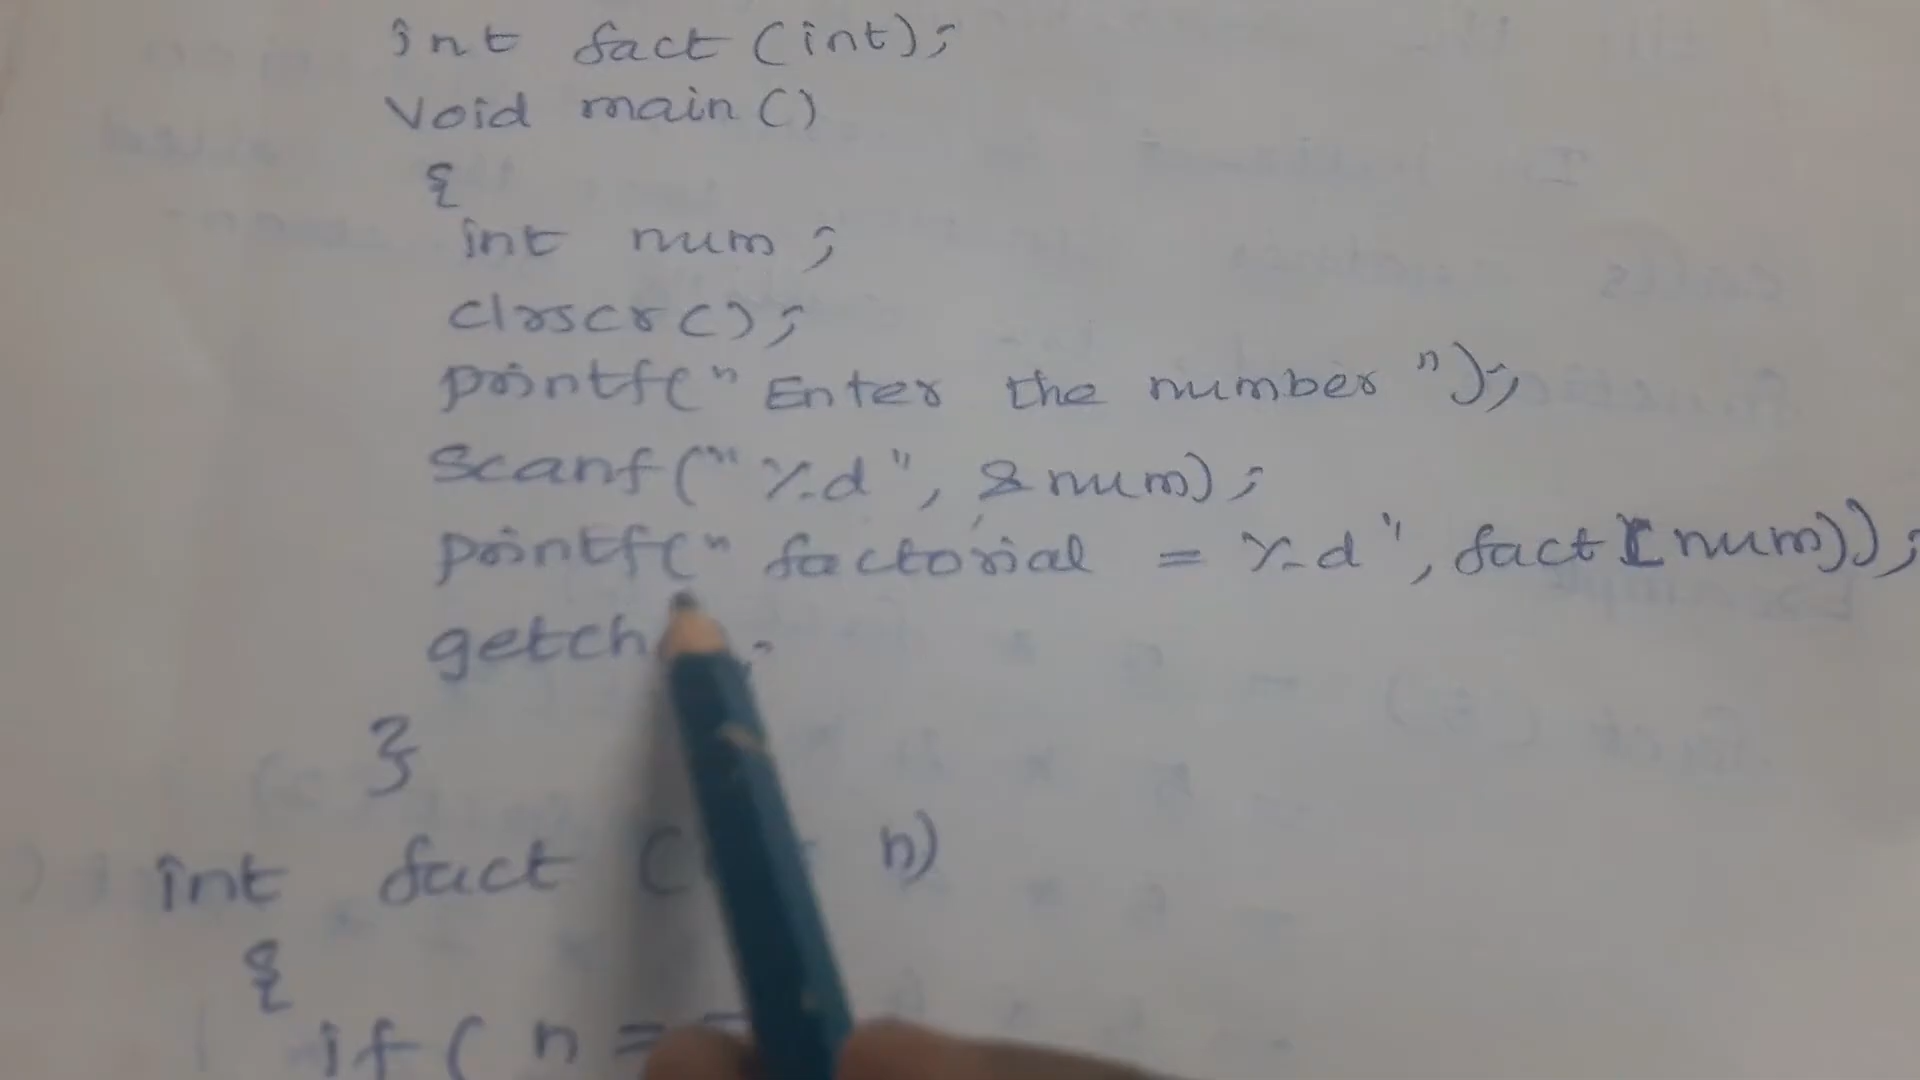 int fact (int);
void main ()
{
int num ;
clrscr ();
printf(" Enter the number ");
scanf(" %d ", & num);
printf(" factorial = %d ", fact (num));
getch ;
}
int fact ( n)
{
if ( n =